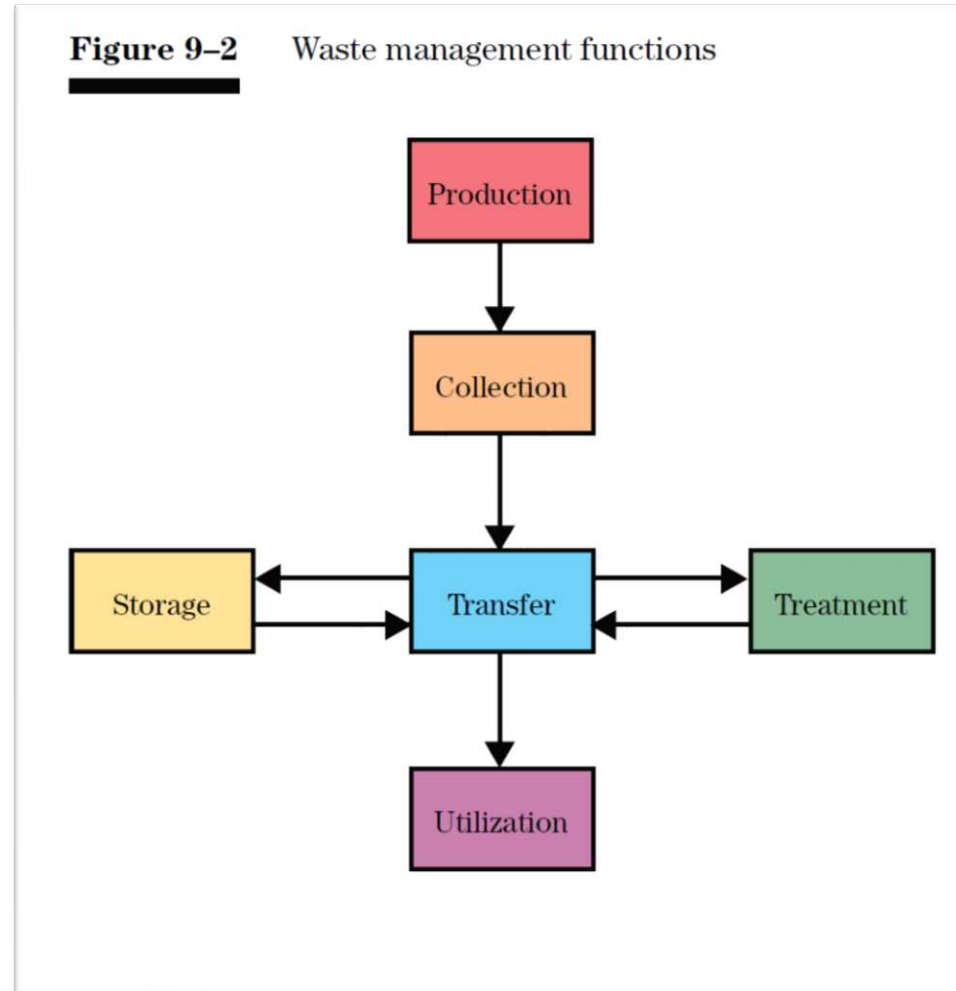 Figure 9–2 Waste management functions
Production
Collection
Storage Transfer Treatment
Utilization